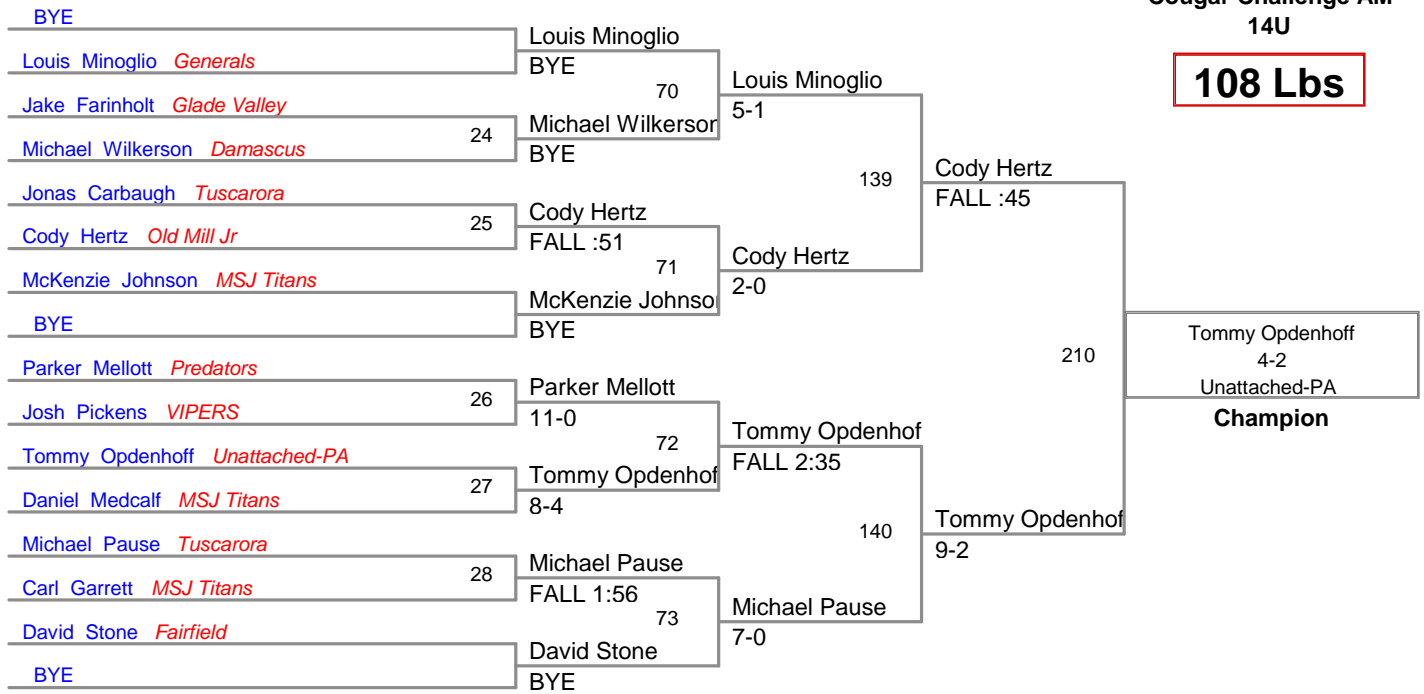 Cougar Challenge AM
14U
108 Lbs
BYE
Louis Minoglio Generals
Jake Farinholt Glade Valley
Michael Wilkerson Damascus
Jonas Carbaugh Tuscarora
Cody Hertz Old Mill Jr
McKenzie Johnson MSJ Titans
BYE
Parker Mellott Predators
Josh Pickens VIPERS
Tommy Opdenhoff Unattached-PA
Daniel Medcalf MSJ Titans
Michael Pause Tuscarora
Carl Garrett MSJ Titans
David Stone Fairfield
BYE
24
25
26
27
28
Louis Minoglio
BYE
Michael Wilkerson
BYE
Cody Hertz
FALL :51
McKenzie Johnson
BYE
Parker Mellott
11-0
Tommy Opdenhof
8-4
Michael Pause
FALL 1:56
David Stone
BYE
70
71
72
73
Louis Minoglio
5-1
Cody Hertz
2-0
Tommy Opdenhof
FALL 2:35
Michael Pause
7-0
139
140
Cody Hertz
FALL :45
Tommy Opdenhof
9-2
210
Tommy Opdenhoff
4-2
Unattached-PA
Champion